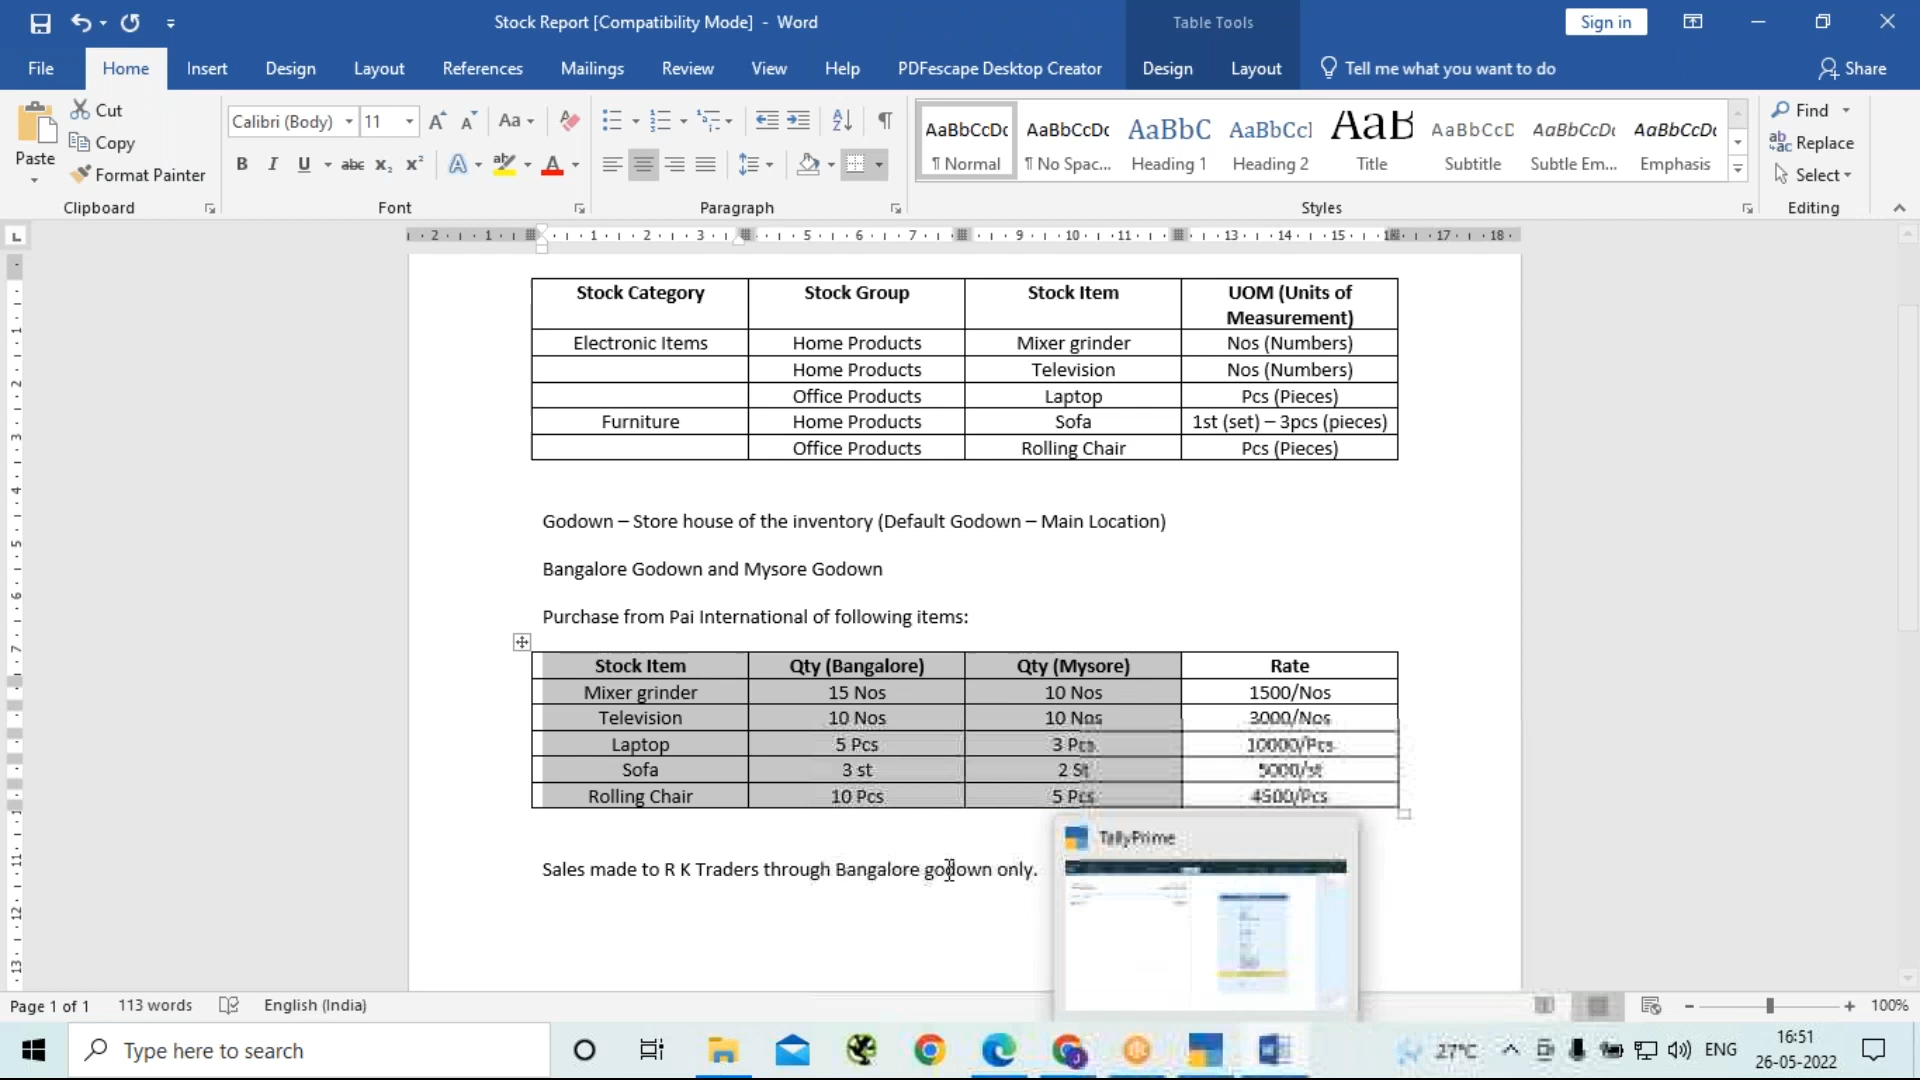 Stock Report [Compatibility Mode] - Word
Table Tools
Sign in
File Home Insert Design Layout References Mailings Review View Help PDFescape Desktop Creator Design Layout Tell me what you want to do Share
Paste
Cut
Copy
Format Painter
Clipboard
Calibri (Body) 11
Font
Paragraph
AaBbCcDc ¶ Normal
AaBbCcDc ¶ No Spac...
AaBbC Heading 1
AaBbCcl Heading 2
AaB Title
AaBbCcD Subtitle
AaBbCcDc Subtle Em...
AaBbCcDc Emphasis
Styles
Find
Replace
Select
Editing
Stock Category Stock Group Stock Item UOM (Units of
Measurement)
Electronic Items Home Products Mixer grinder Nos (Numbers)
Home Products Television Nos (Numbers)
Office Products Laptop Pcs (Pieces)
Furniture Home Products Sofa 1st (set) – 3pcs (pieces)
Office Products Rolling Chair Pcs (Pieces)
Godown – Store house of the inventory (Default Godown – Main Location)
Bangalore Godown and Mysore Godown
Purchase from Pai International of following items:
Stock Item Qty (Bangalore) Qty (Mysore) Rate
Mixer grinder 15 Nos 10 Nos 1500/Nos
Television 10 Nos 10 Nos 3000/Nos
Laptop 5 Pcs 3 Pcs 10000/Pcs
Sofa 3 st 2 St 5000/st
Rolling Chair 10 Pcs 5 Pcs 4500/Pcs
TallyPrime
Sales made to R K Traders through Bangalore godown only.
Page 1 of 1 113 words English (India) 100%
Type here to search
27°C
ENG
16:51
26-05-2022